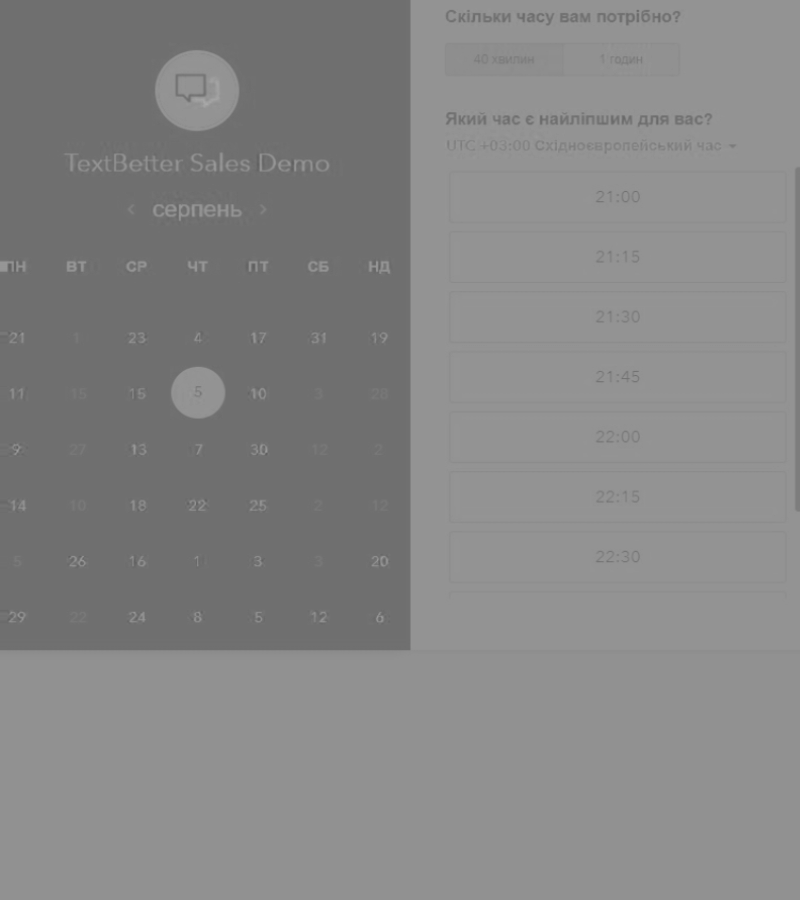 TextBetter Sales Demo
серпень
ПН ВТ СР ЧТ ПТ СБ НД
21 23 4 17 31 19
11 15 15 5 10 3 28
9 27 13 7 30 12 2
14 10 18 22 25 2 12
5 26 16 1 3 3 20
29 22 24 8 5 12 6
Скільки часу вам потрібно?
40 хвилин 1 годин
Який час є найліпшим для вас?
UTC +03:00 Східноєвропейський час
21:00
21:15
21:30
21:45
22:00
22:15
22:30